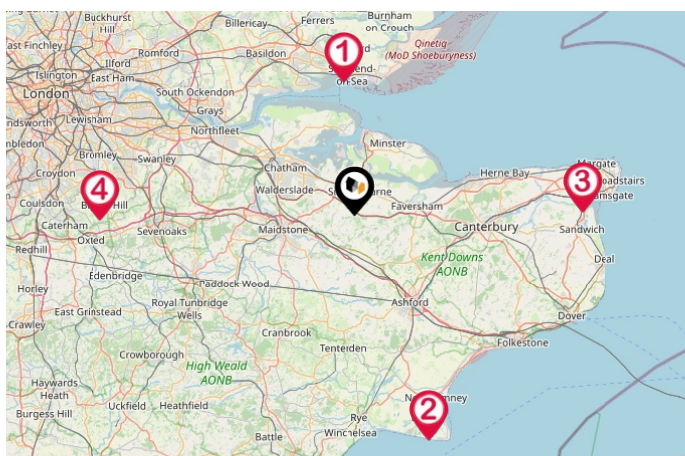 Buckhurst
Hill
Billericay
Ferrers
Burnham
on Crouch
Qinetiq
(MoD Shoeburyness)
1
East Finchley
Romford
Basildon
Ilford
Islington
East Ham
on-Sea
London
South Ockendon
Grays
Lewisham
Northfleet
Bromley
Swanley
Minster
Croydon
Chatham
Herne Bay
Margate
Walderslade
4
3
Coulsdon
Faversham
Caterham
Canterbury
Sandwich
Oxted
Sevenoaks
Maidstone
Redhill
Kent Downs
AONB
Deal
Edenbridge
Paddock Wood
Horley
Royal Tunbridge
Wells
Ashford
East Grinstead
Dover
Crawley
Cranbrook
Folkestone
Crowborough
Tenterden
High Weald
AONB
Haywards
Heath
2
Uckfield
Heathfield
Rye
Burgess Hill
Battle
Winchelsea